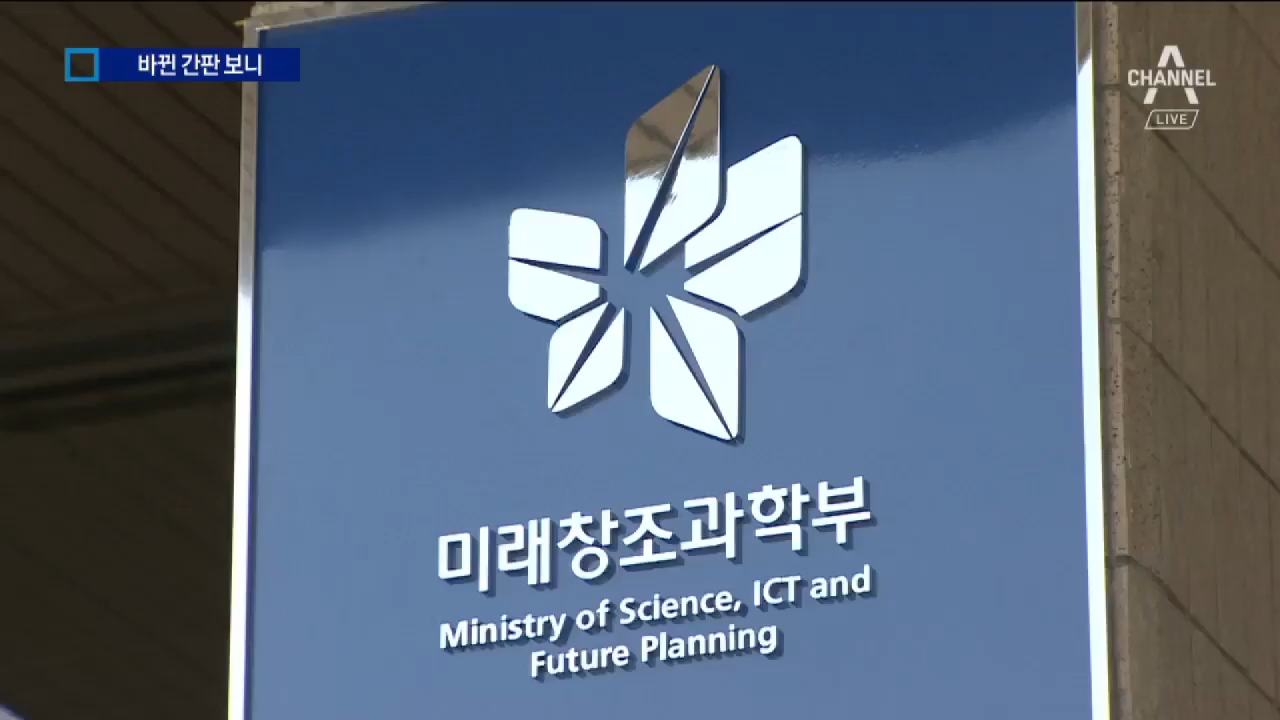 바뀐 간판 보니
CHANNEL A
LIVE
미래창조과학부
Ministry of Science, ICT and
Future Planning